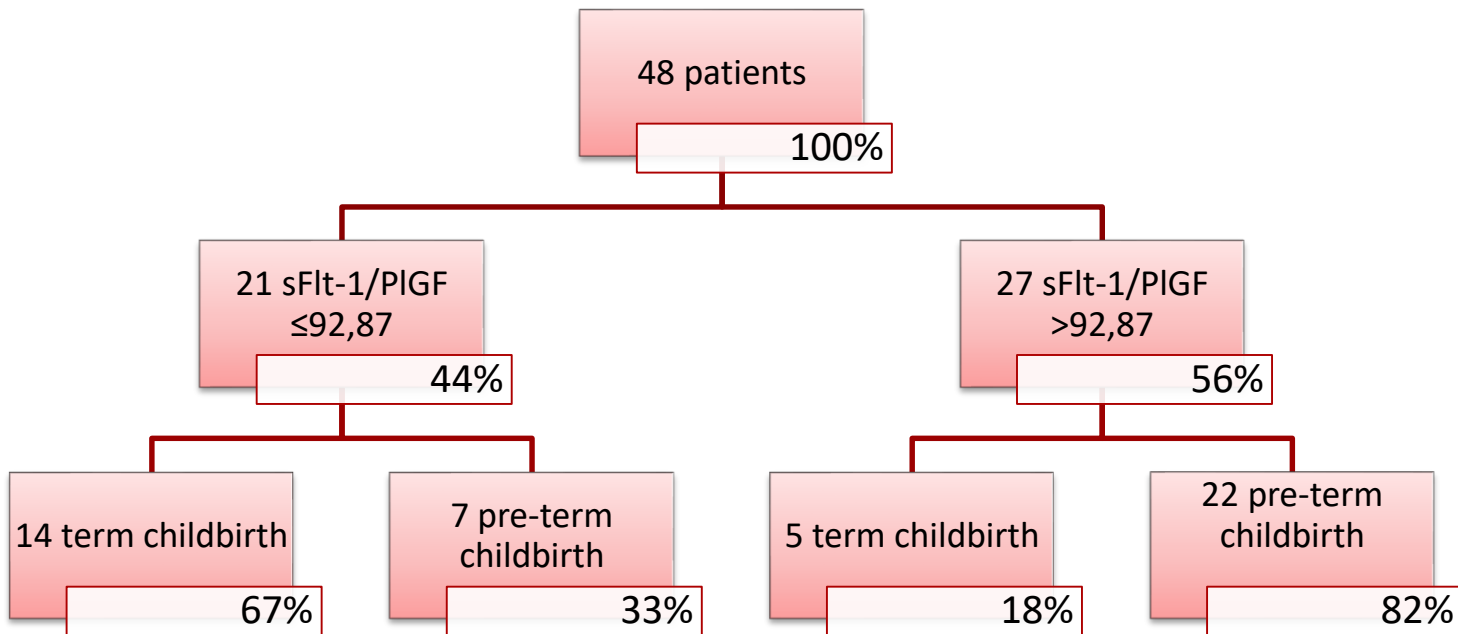 48 patients
100%
21 sFlt-1/PlGF
≤92,87
44%
27 sFlt-1/PlGF
>92,87
56%
14 term childbirth
67%
7 pre-term
childbirth
33%
5 term childbirth
18%
22 pre-term
childbirth
82%